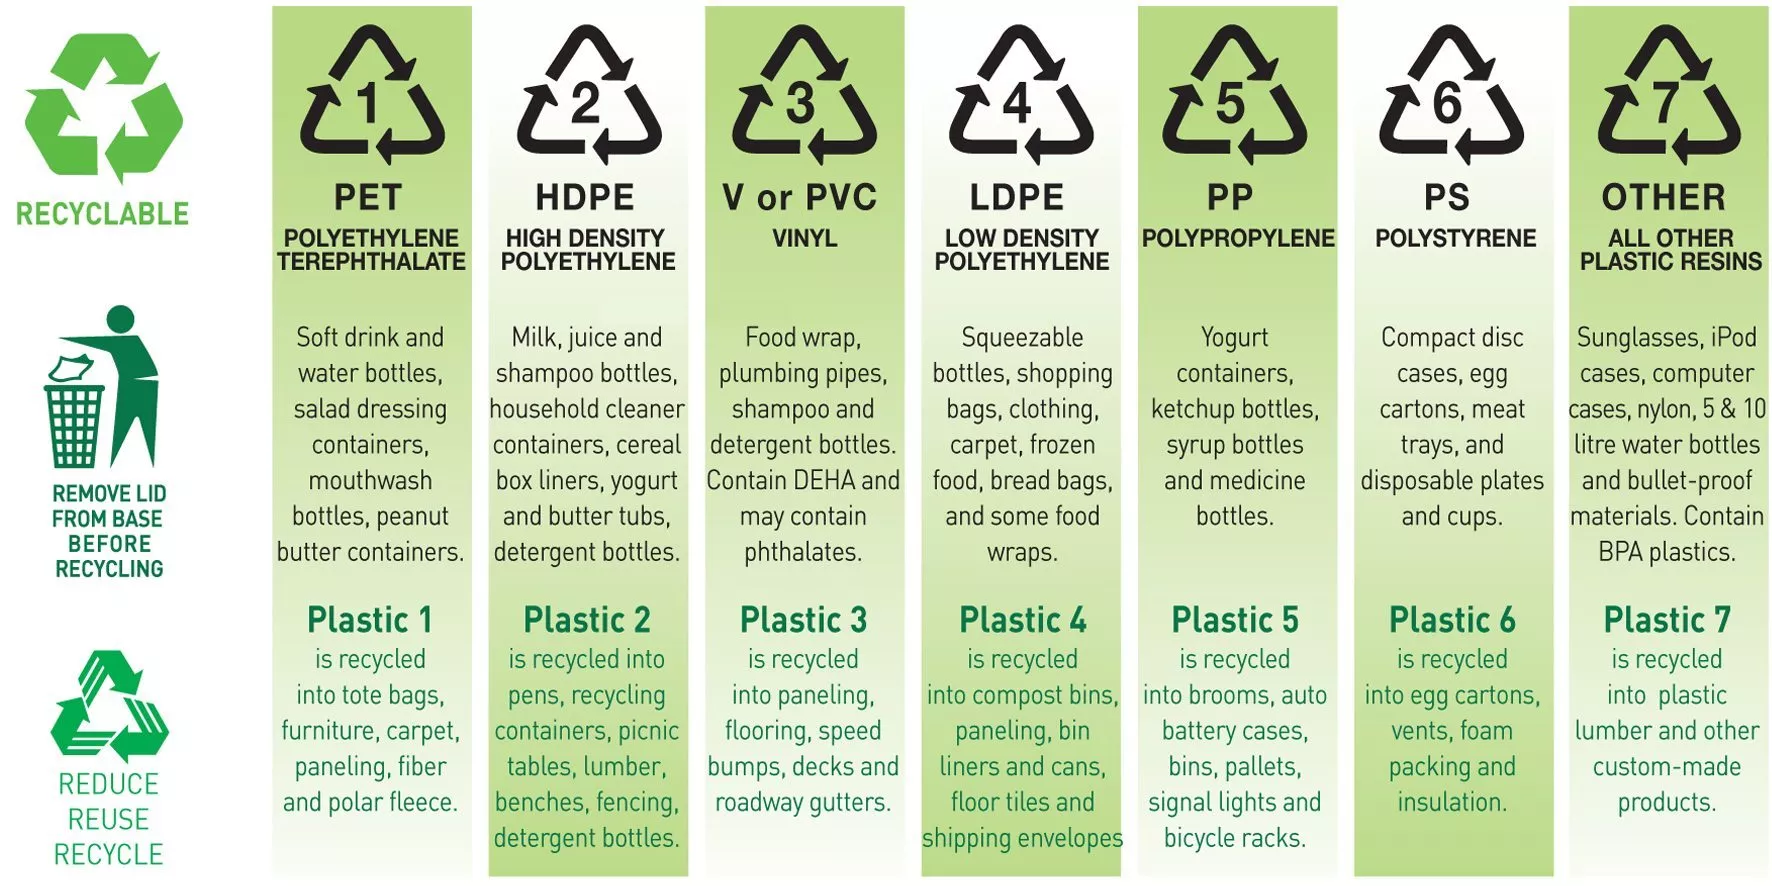 RECYCLABLE
REMOVE LID
FROM BASE
BEFORE
RECYCLING
REDUCE
REUSE
RECYCLE
1
PET
POLYETHYLENE
TEREPHTHALATE
Soft drink and
water bottles,
salad dressing
containers,
mouthwash
bottles, peanut
butter containers.
Plastic 1
is recycled
into tote bags,
furniture, carpet,
paneling, fiber
and polar fleece.
2
HDPE
HIGH DENSITY
POLYETHYLENE
Milk, juice and
shampoo bottles,
household cleaner
containers, cereal
box liners, yogurt
and butter tubs,
detergent bottles.
Plastic 2
is recycled into
pens, recycling
containers, picnic
tables, lumber,
benches, fencing,
detergent bottles.
3
V or PVC
VINYL
Food wrap,
plumbing pipes,
shampoo and
detergent bottles.
Contain DEHA and
may contain
phthalates.
Plastic 3
is recycled
into paneling,
flooring, speed
bumps, decks and
roadway gutters.
4
LDPE
LOW DENSITY
POLYETHYLENE
Squeezable
bottles, shopping
bags, clothing,
carpet, frozen
food, bread bags,
and some food
wraps.
Plastic 4
is recycled
into compost bins,
paneling, bin
liners and cans,
floor tiles and
shipping envelopes
5
PP
POLYPROPYLENE
Yogurt
containers,
ketchup bottles,
syrup bottles
and medicine
bottles.
Plastic 5
is recycled
into brooms, auto
battery cases,
bins, pallets,
signal lights and
bicycle racks.
6
PS
POLYSTYRENE
Compact disc
cases, egg
cartons, meat
trays, and
disposable plates
and cups.
Plastic 6
is recycled
into egg cartons,
vents, foam
packing and
insulation.
7
OTHER
ALL OTHER
PLASTIC RESINS
Sunglasses, iPod
cases, computer
cases, nylon, 5 & 10
litre water bottles
and bullet-proof
materials. Contain
BPA plastics.
Plastic 7
is recycled
into plastic
lumber and other
custom-made
products.